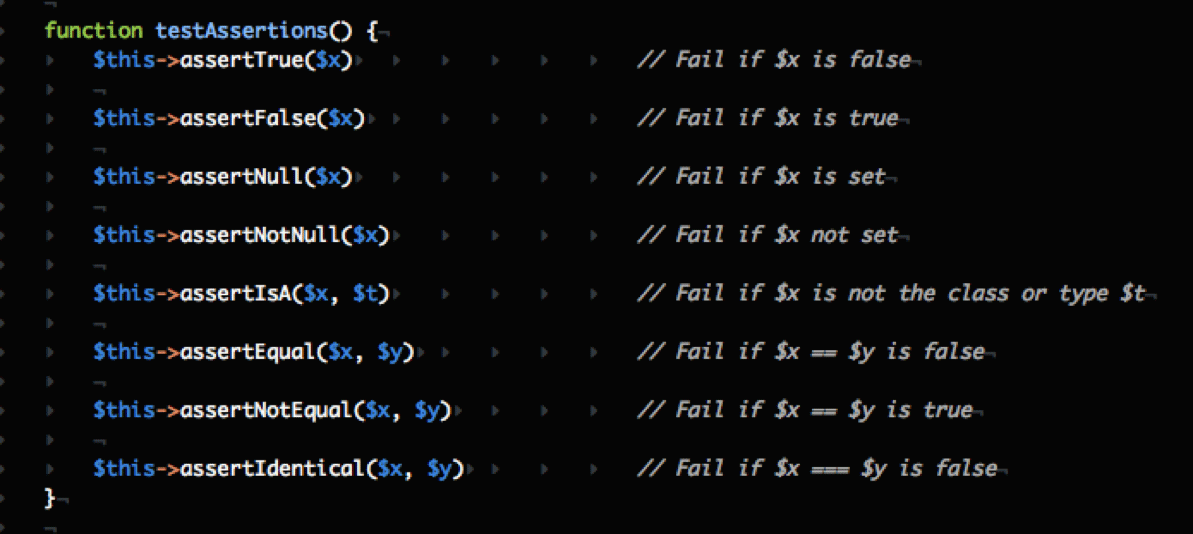 function testAssertions() {
$this->assertTrue($x) // Fail if $x is false
$this->assertFalse($x) // Fail if $x is true
$this->assertNull($x) // Fail if $x is set
$this->assertNotNull($x) // Fail if $x not set
$this->assertIsA($x, $t) // Fail if $x is not the class or type $t
$this->assertEqual($x, $y) // Fail if $x == $y is false
$this->assertNotEqual($x, $y) // Fail if $x == $y is true
$this->assertIdentical($x, $y) // Fail if $x === $y is false
}